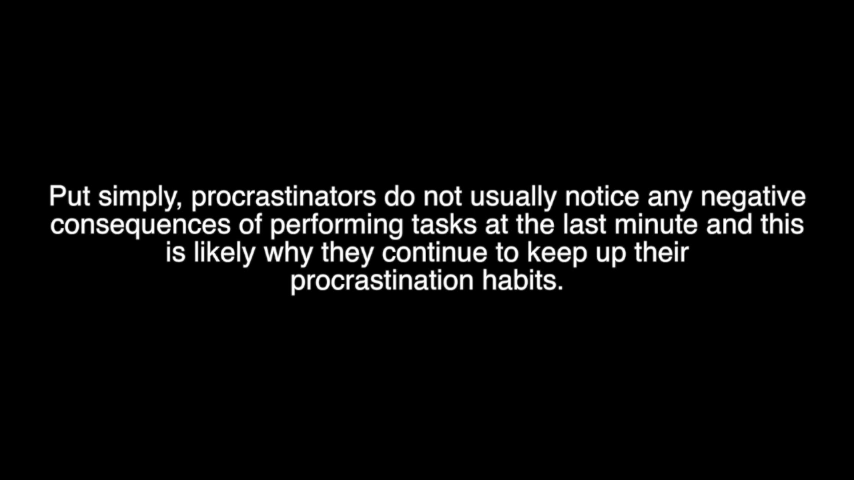 Put simply, procrastinators do not usually notice any negative
consequences of performing tasks at the last minute and this
is likely why they continue to keep up their
procrastination habits.